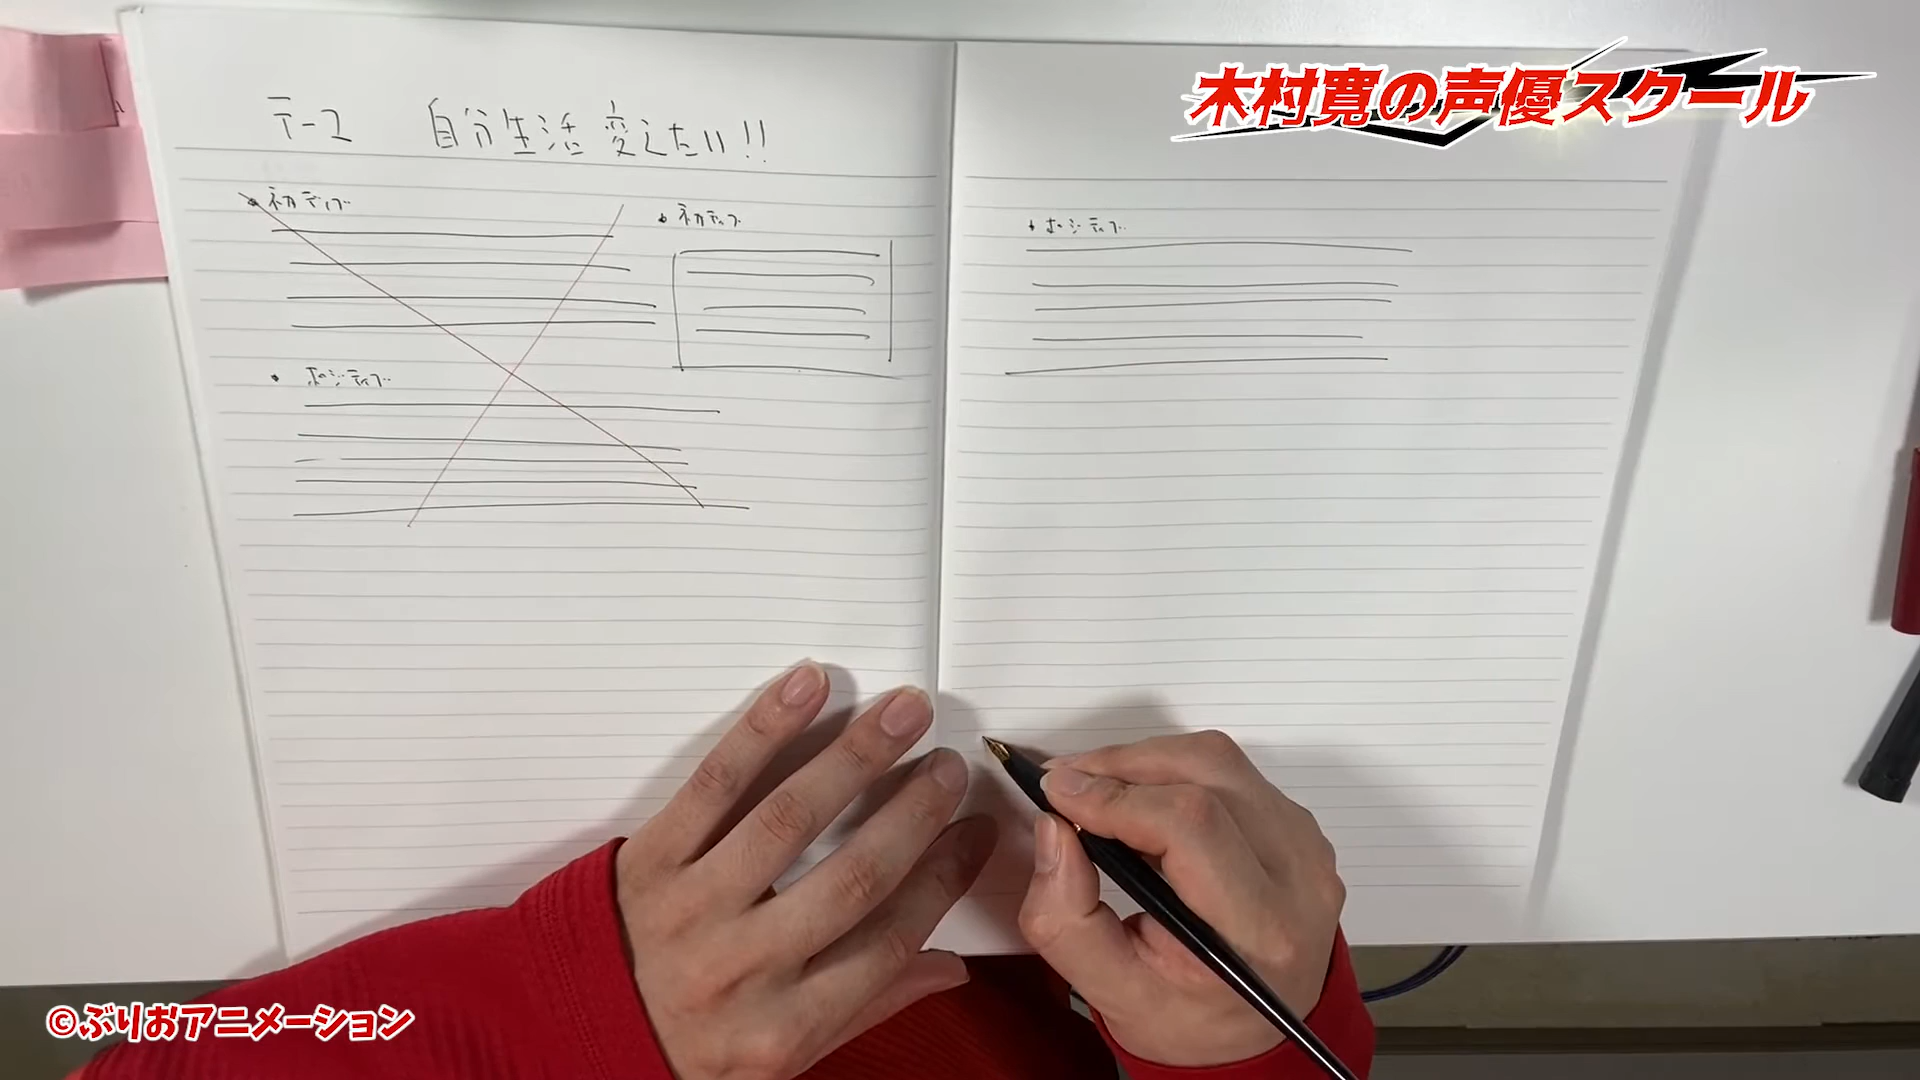 木村寛の声優スクール
テーマ 自分生活変えたい!!
・ネガティブ
・ネガティブ
・ポジティブ
・ポジティブ
©ぶりおアニメーション